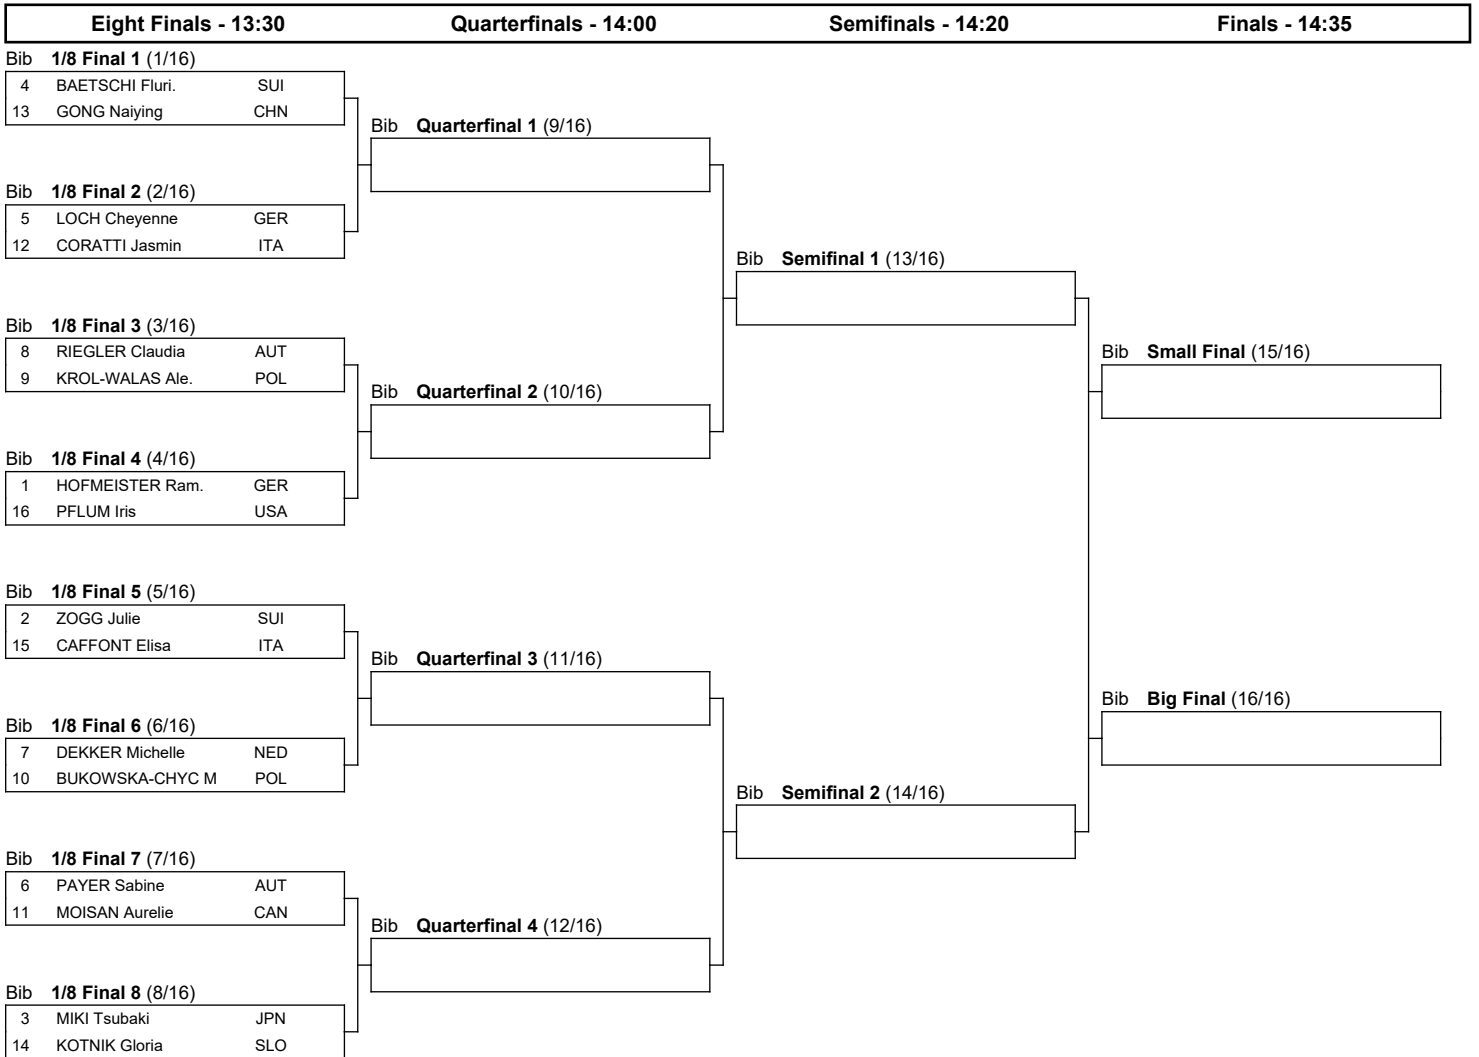 Eight Finals - 13:30 Quarterfinals - 14:00 Semifinals - 14:20 Finals - 14:35
Bib 1/8 Final 1 (1/16)
4 BAETSCHI Fluri. SUI
13 GONG Naiying CHN
Bib 1/8 Final 2 (2/16)
5 LOCH Cheyenne GER
12 CORATTI Jasmin ITA
Bib 1/8 Final 3 (3/16)
8 RIEGLER Claudia AUT
9 KROL-WALAS Ale. POL
Bib 1/8 Final 4 (4/16)
1 HOFMEISTER Ram. GER
16 PFLUM Iris USA
Bib 1/8 Final 5 (5/16)
2 ZOGG Julie SUI
15 CAFFONT Elisa ITA
Bib 1/8 Final 6 (6/16)
7 DEKKER Michelle NED
10 BUKOWSKA-CHYC M POL
Bib 1/8 Final 7 (7/16)
6 PAYER Sabine AUT
11 MOISAN Aurelie CAN
Bib 1/8 Final 8 (8/16)
3 MIKI Tsubaki JPN
14 KOTNIK Gloria SLO
Bib Quarterfinal 1 (9/16)
Bib Quarterfinal 2 (10/16)
Bib Quarterfinal 3 (11/16)
Bib Quarterfinal 4 (12/16)
Bib Semifinal 1 (13/16)
Bib Semifinal 2 (14/16)
Bib Small Final (15/16)
Bib Big Final (16/16)